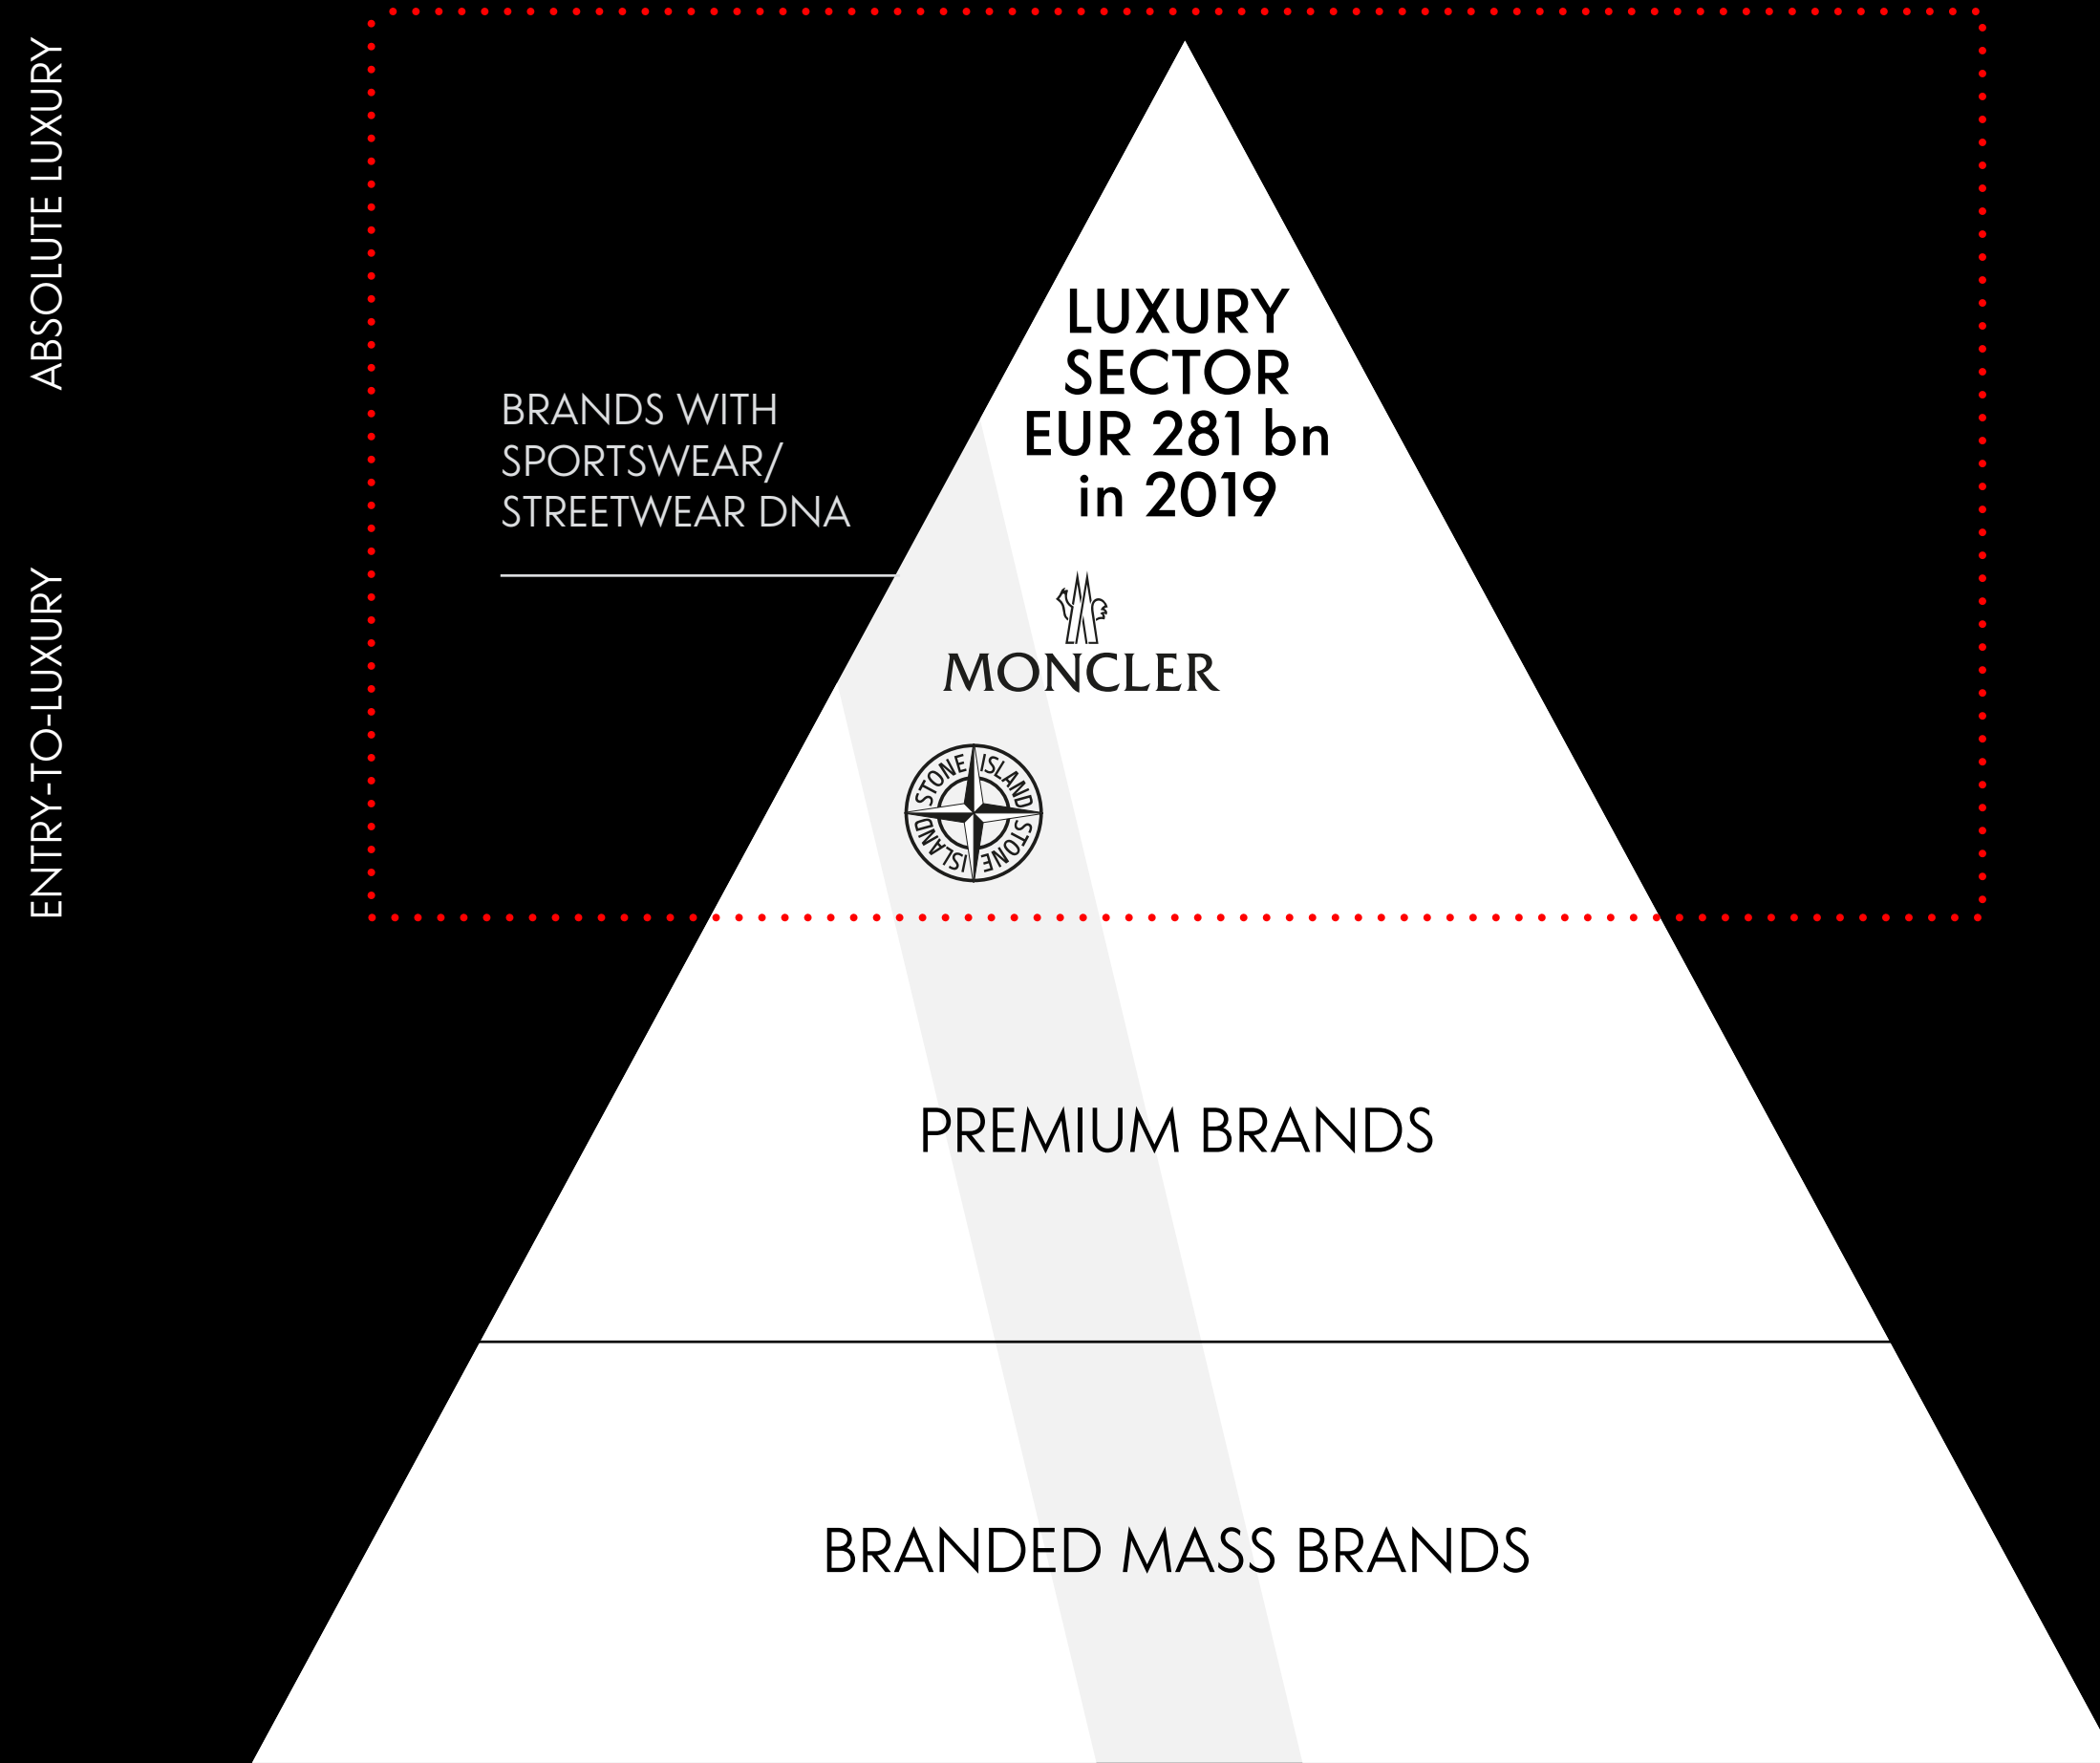 ABSOLUTE LUXURY
ENTRY-TO-LUXURY
BRANDS WITH
SPORTSWEAR/
STREETWEAR DNA
LUXURY
SECTOR
EUR 281 bn
in 2019
MONCLER
STONE ISLAND STONE ISLAND
PREMIUM BRANDS
BRANDED MASS BRANDS